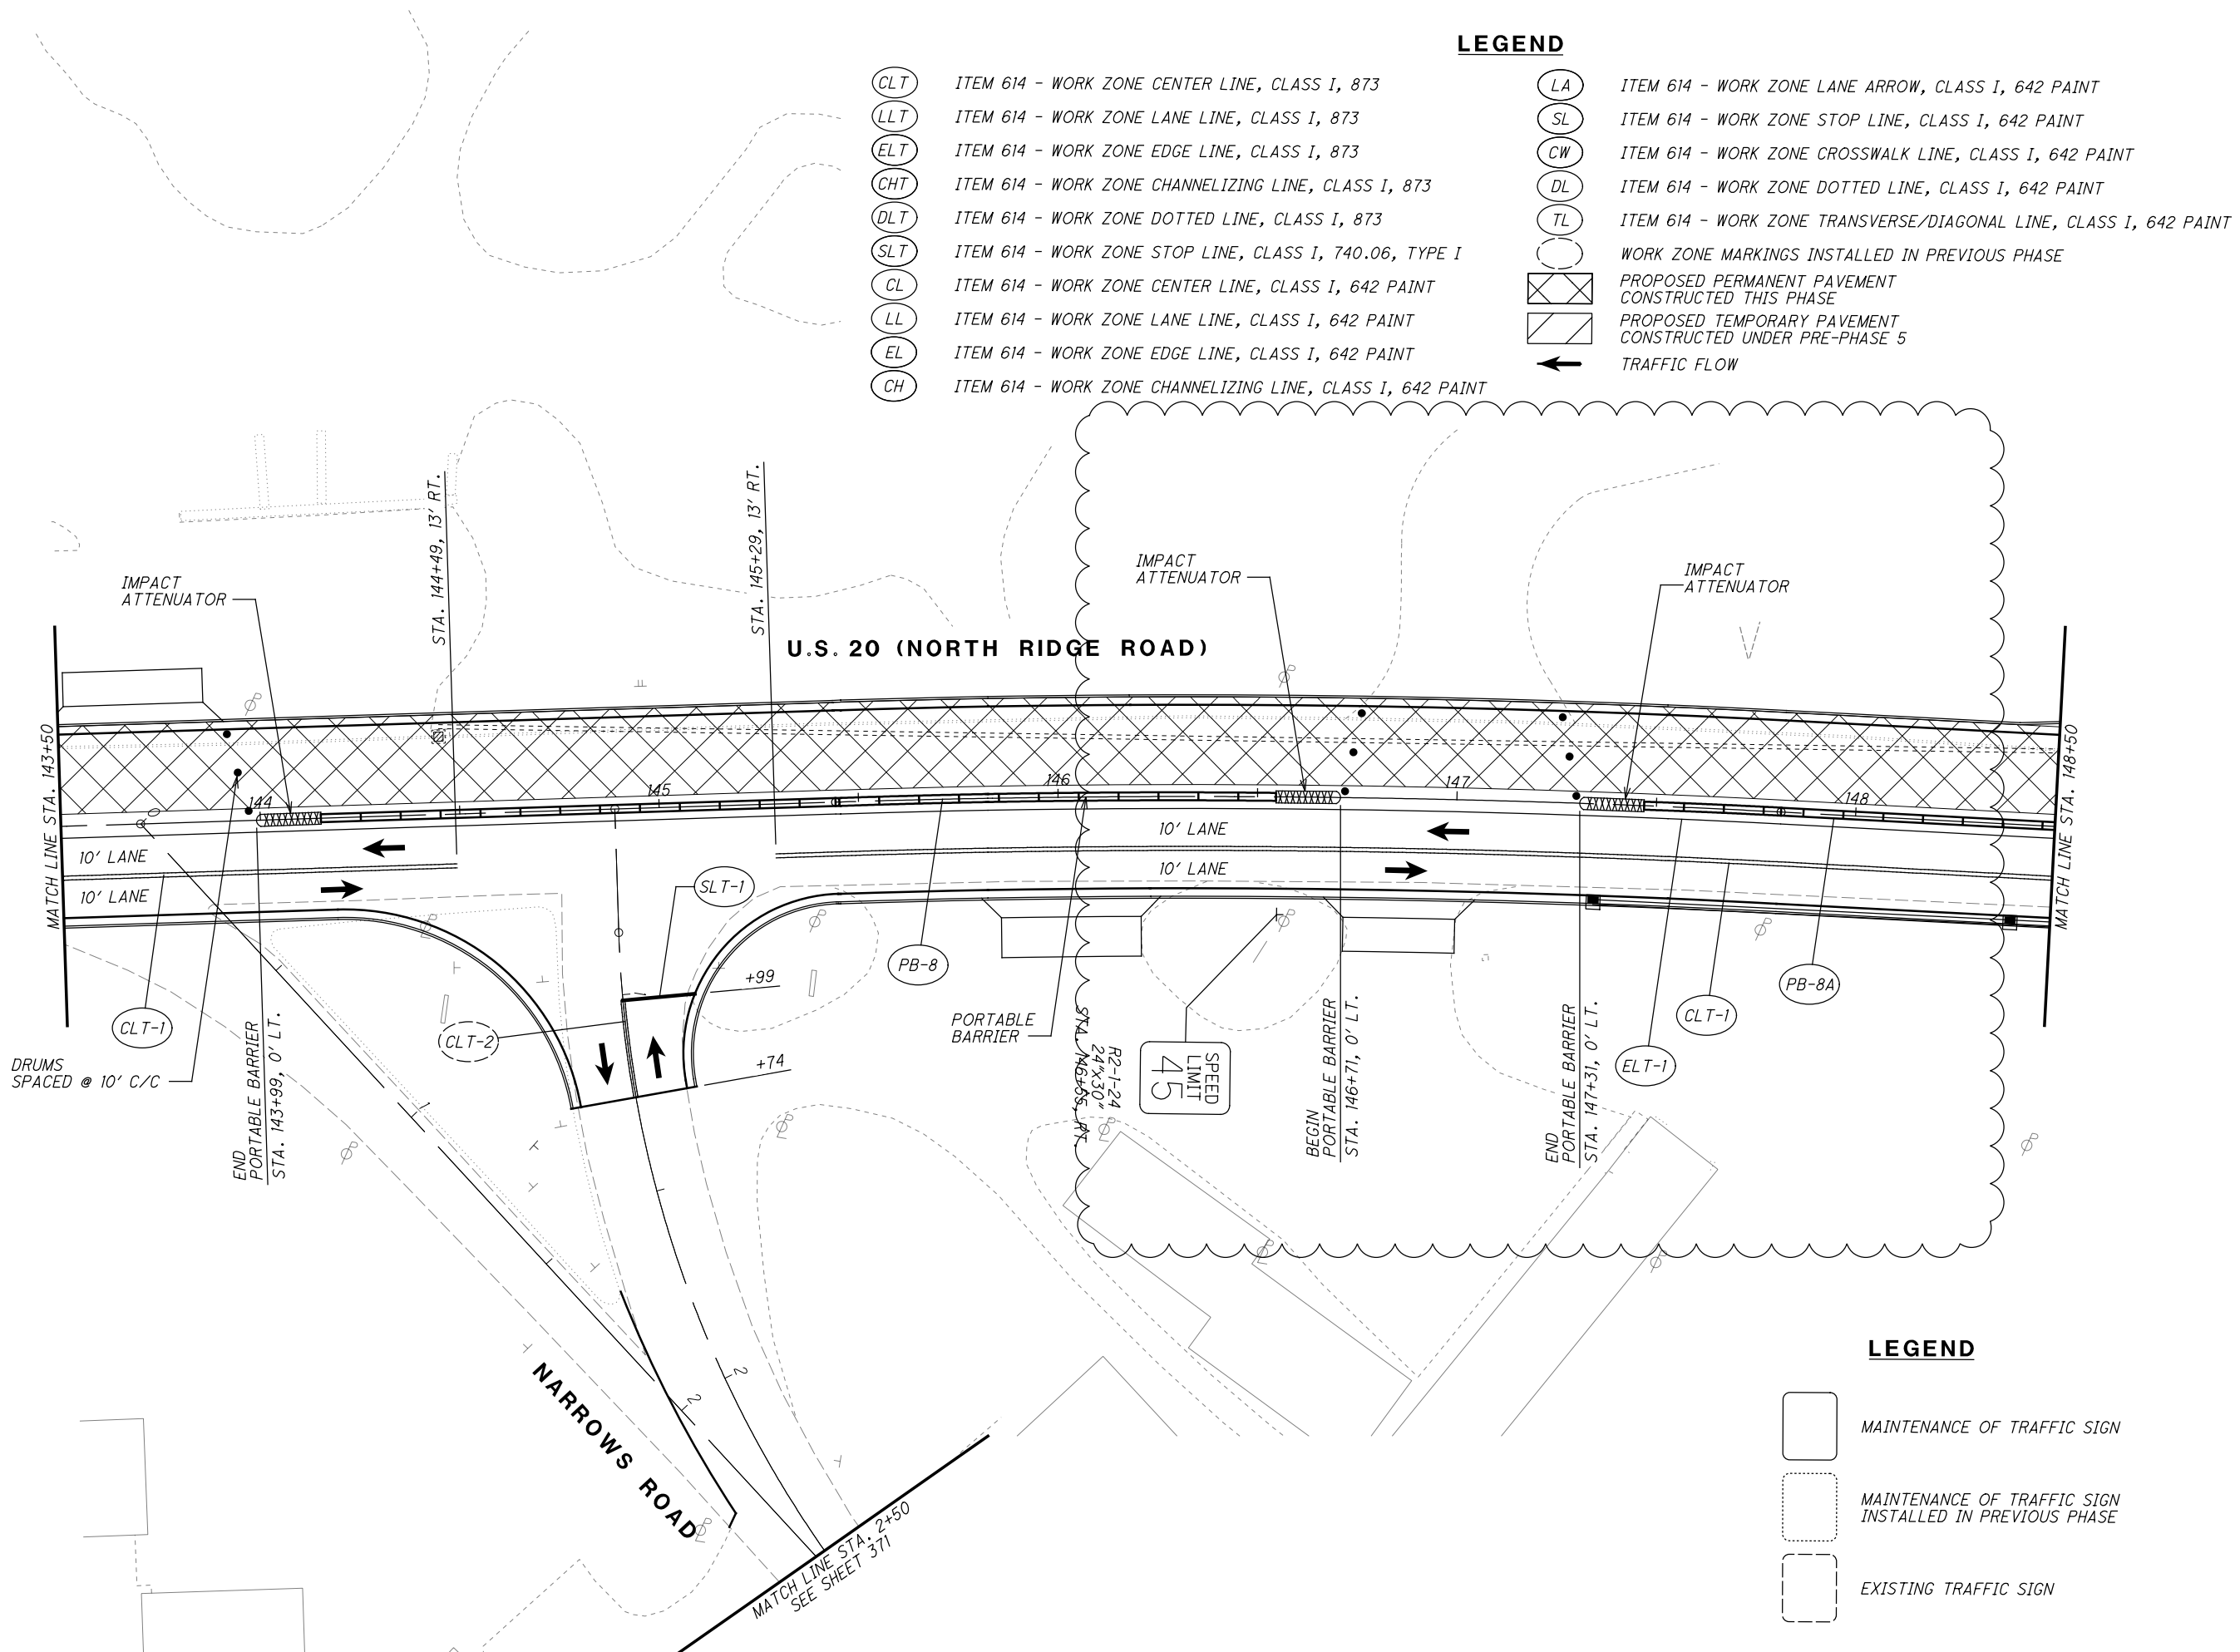 LEGEND
CLT ITEM 614 - WORK ZONE CENTER LINE, CLASS I, 873
LLT ITEM 614 - WORK ZONE LANE LINE, CLASS I, 873
ELT ITEM 614 - WORK ZONE EDGE LINE, CLASS I, 873
CHT ITEM 614 - WORK ZONE CHANNELIZING LINE, CLASS I, 873
DLT ITEM 614 - WORK ZONE DOTTED LINE, CLASS I, 873
SLT ITEM 614 - WORK ZONE STOP LINE, CLASS I, 740.06, TYPE I
CL ITEM 614 - WORK ZONE CENTER LINE, CLASS I, 642 PAINT
LL ITEM 614 - WORK ZONE LANE LINE, CLASS I, 642 PAINT
EL ITEM 614 - WORK ZONE EDGE LINE, CLASS I, 642 PAINT
CH ITEM 614 - WORK ZONE CHANNELIZING LINE, CLASS I, 642 PAINT
LA ITEM 614 - WORK ZONE LANE ARROW, CLASS I, 642 PAINT
SL ITEM 614 - WORK ZONE STOP LINE, CLASS I, 642 PAINT
CW ITEM 614 - WORK ZONE CROSSWALK LINE, CLASS I, 642 PAINT
DL ITEM 614 - WORK ZONE DOTTED LINE, CLASS I, 642 PAINT
TL ITEM 614 - WORK ZONE TRANSVERSE/DIAGONAL LINE, CLASS I, 642 PAINT
WORK ZONE MARKINGS INSTALLED IN PREVIOUS PHASE
PROPOSED PERMANENT PAVEMENT
CONSTRUCTED THIS PHASE
PROPOSED TEMPORARY PAVEMENT
CONSTRUCTED UNDER PRE-PHASE 5
TRAFFIC FLOW
IMPACT
ATTENUATOR
STA. 144+49, 13' RT.
STA. 145+29, 13' RT.
IMPACT
ATTENUATOR
IMPACT
ATTENUATOR
U.S. 20 (NORTH RIDGE ROAD)
MATCH LINE STA. 143+50
MATCH LINE STA. 148+50
0
144
145
146
147
148
10' LANE
10' LANE
10' LANE
10' LANE
SLT-1
PB-8
+99
+74
CLT-1
CLT-2
DRUMS
SPACED @ 10' C/C
END
PORTABLE BARRIER
STA. 143+99, 0' LT.
PORTABLE
BARRIER
R2-1-24
24"x30"
STA. 146+55, RT.
SPEED
LIMIT
45
BEGIN
PORTABLE BARRIER
STA. 146+71, 0' LT.
END
PORTABLE BARRIER
STA. 147+31, 0' LT.
ELT-1
CLT-1
PB-8A
1
2
2
NARROWS ROAD
MATCH LINE STA. 2+50
SEE SHEET 371
LEGEND
MAINTENANCE OF TRAFFIC SIGN
MAINTENANCE OF TRAFFIC SIGN
INSTALLED IN PREVIOUS PHASE
EXISTING TRAFFIC SIGN